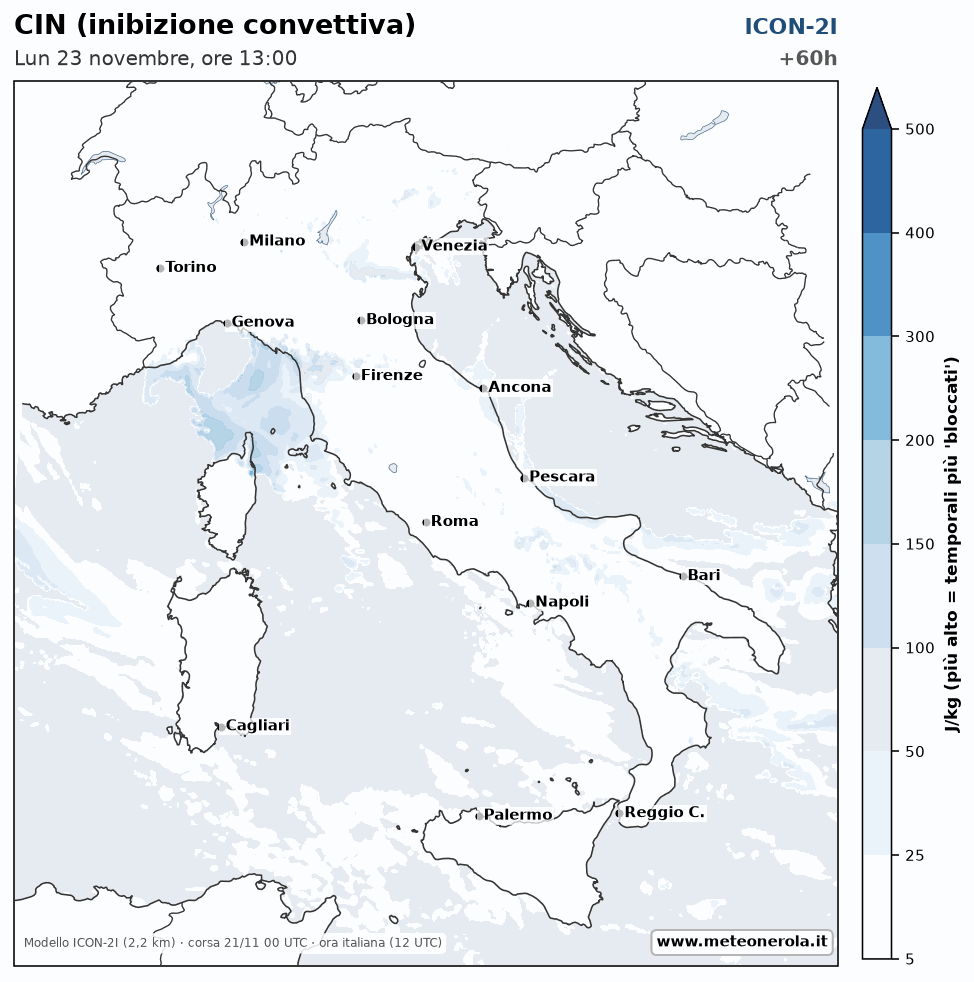 CIN (inibizione convettiva)
ICON-2I
Lun 23 novembre, ore 13:00
+60h
Milano
Venezia
Torino
Genova
Bologna
Firenze
Ancona
Pescara
Roma
Bari
Napoli
Cagliari
Palermo
Reggio C.
Modello ICON-2I (2,2 km) · corsa 21/11 00 UTC · ora italiana (12 UTC)
www.meteonerola.it
500
400
300
200
150
100
50
25
5
J/kg (più alto = temporali più 'bloccati')